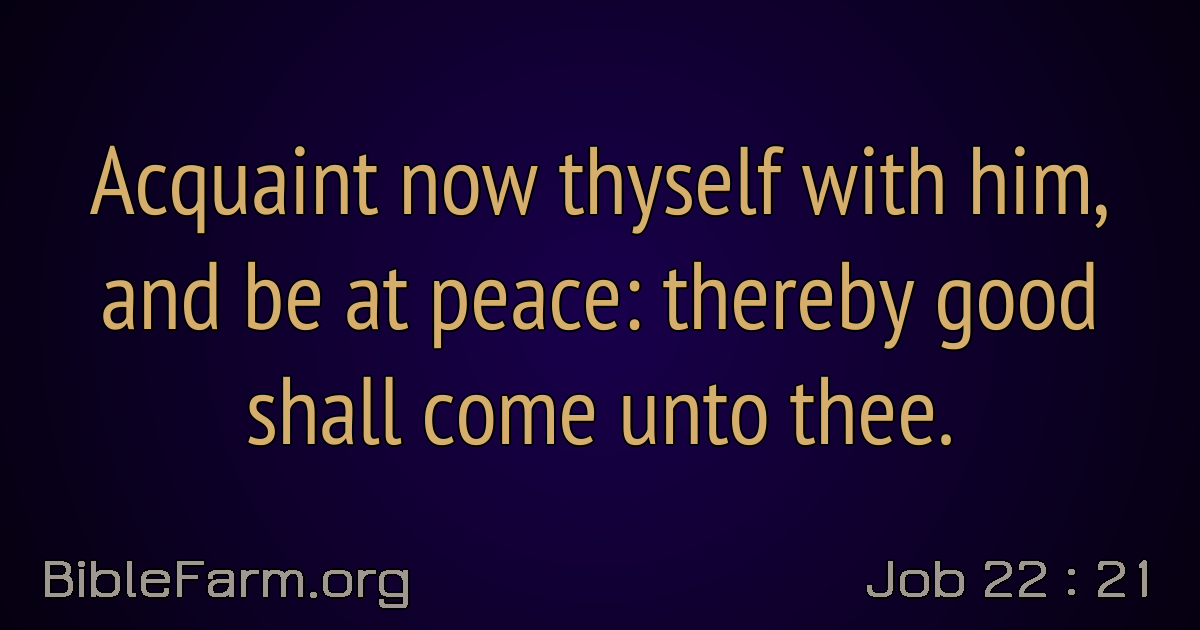 Acquaint now thyself with him,
and be at peace: thereby good
shall come unto thee.
BibleFarm.org
Job 22 : 21